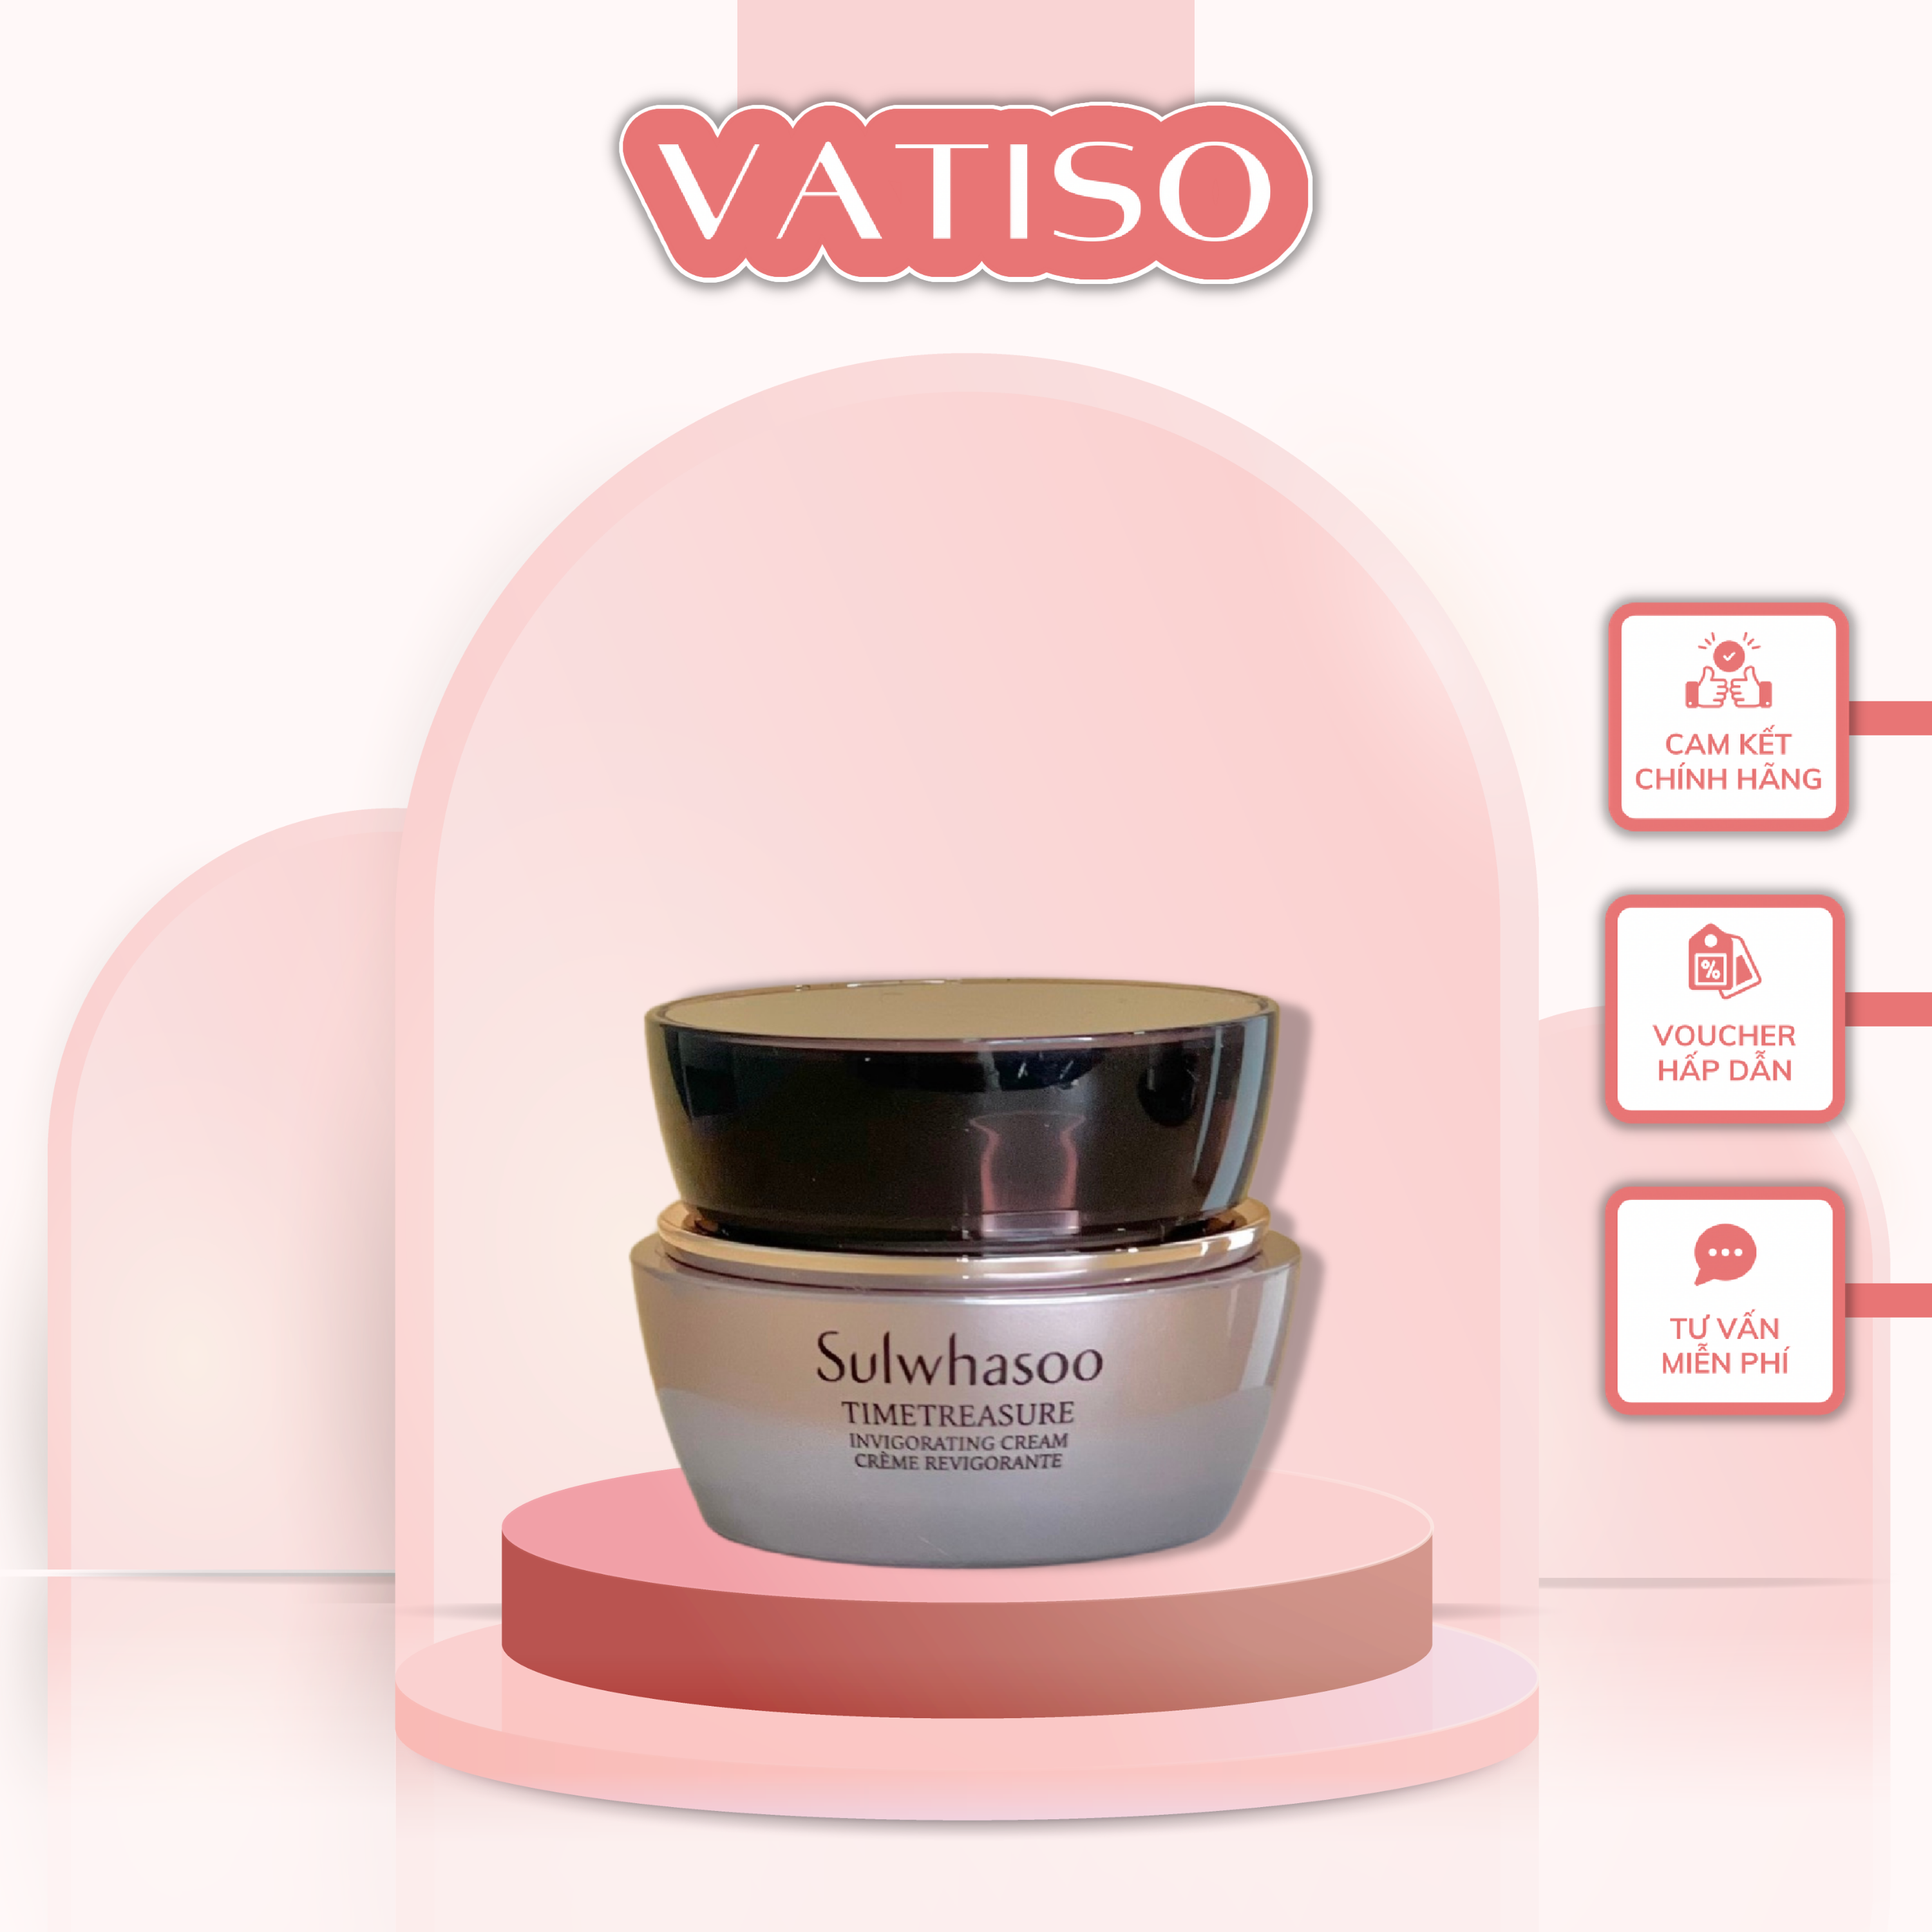 VATISO
CAM KẾT
CHÍNH HÃNG
%
VOUCHER
HẤP DẪN
TƯ VẤN
MIỄN PHÍ
Sulwhasoo
TIMETREASURE
INVIGORATING CREAM
CRÈME REVIGORANTE